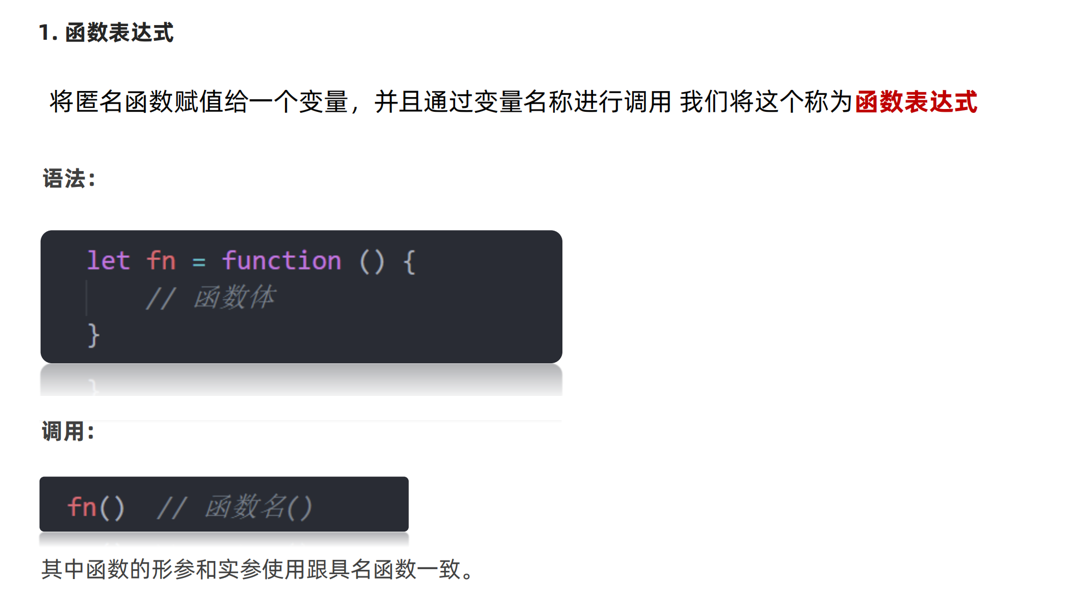 1. 函数表达式
将匿名函数赋值给一个变量，并且通过变量名称进行调用 我们将这个称为函数表达式
语法：
let fn = function () {
// 函数体
}
调用：
fn() // 函数名()
其中函数的形参和实参使用跟具名函数一致。